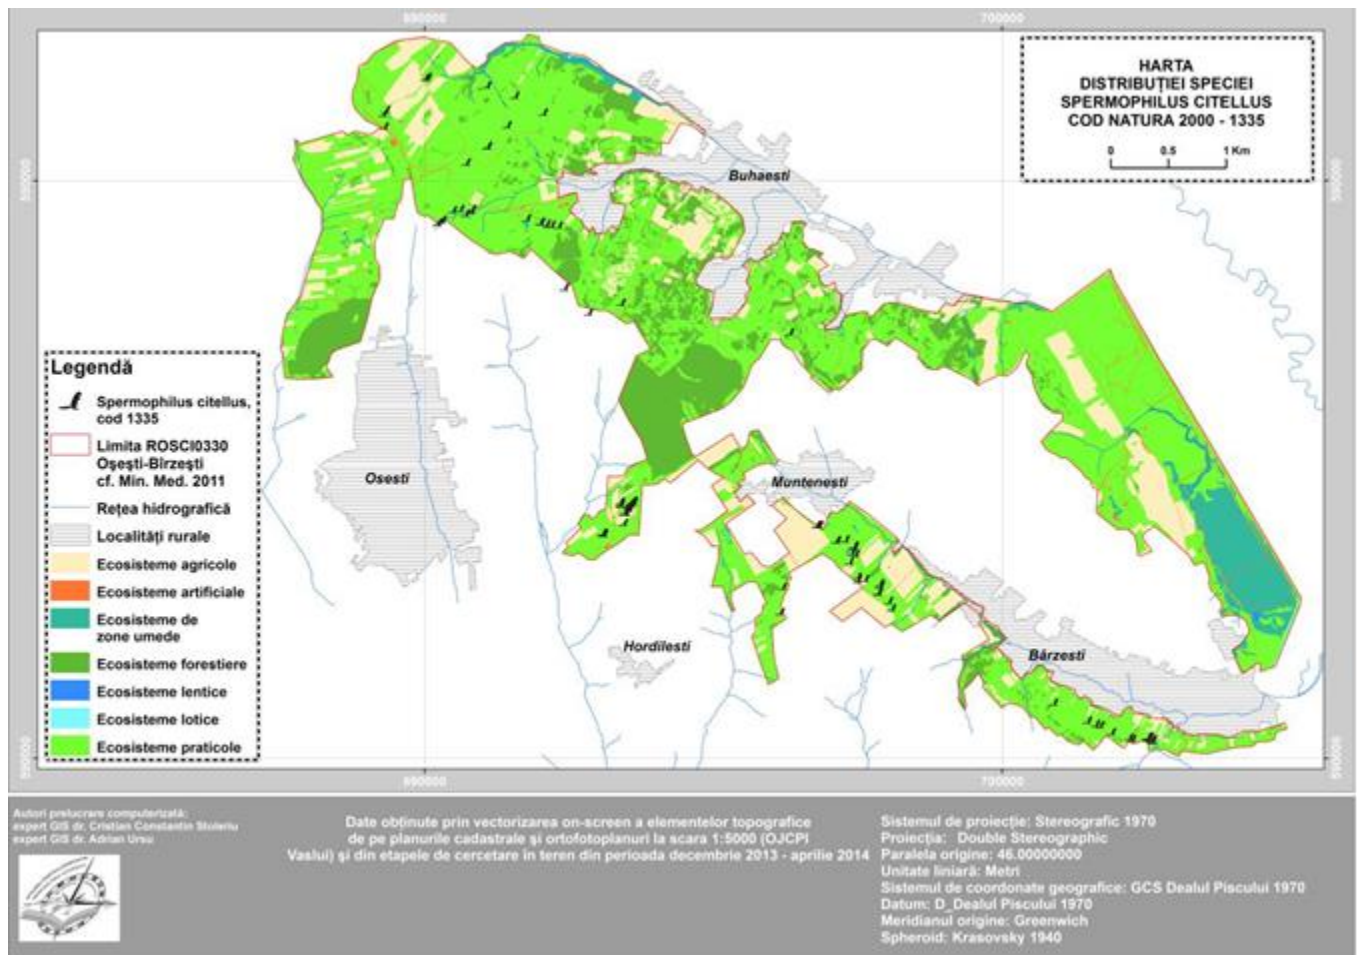 690000
700000
HARTA
DISTRIBUȚIEI SPECIEI
SPERMOPHILUS CITELLUS
COD NATURA 2000 - 1335
0 0.5 1 Km
Buhaesti
Legendă
Spermophilus citellus,
cod 1335
Limita ROSCI0330
Oşeşti-Bîrzeşti
cf. Min. Med. 2011
Rețea hidrografică
Localități rurale
Ecosisteme agricole
Ecosisteme artificiale
Ecosisteme de
zone umede
Ecosisteme forestiere
Ecosisteme lentice
Ecosisteme lotice
Ecosisteme praticole
Osesti
Muntenesti
Hordilesti
Bârzesti
690000
700000
Autori prelucrare computerizată:
expert GIS dr. Cristian Constantin Stoleriu
expert GIS dr. Adrian Ursu
Date obținute prin vectorizarea on-screen a elementelor topografice
de pe planurile cadastrale și ortofotoplanuri la scara 1:5000 (OJCPI
Vaslui) și din etapele de cercetare în teren din perioada decembrie 2013 - aprilie 2014
Sistemul de proiecție: Stereografic 1970
Proiecția: Double Stereographic
Paralela origine: 46.00000000
Unitate liniară: Metri
Sistemul de coordonate geografice: GCS Dealul Piscului 1970
Datum: D_Dealul Piscului 1970
Meridianul origine: Greenwich
Spheroid: Krasovsky 1940